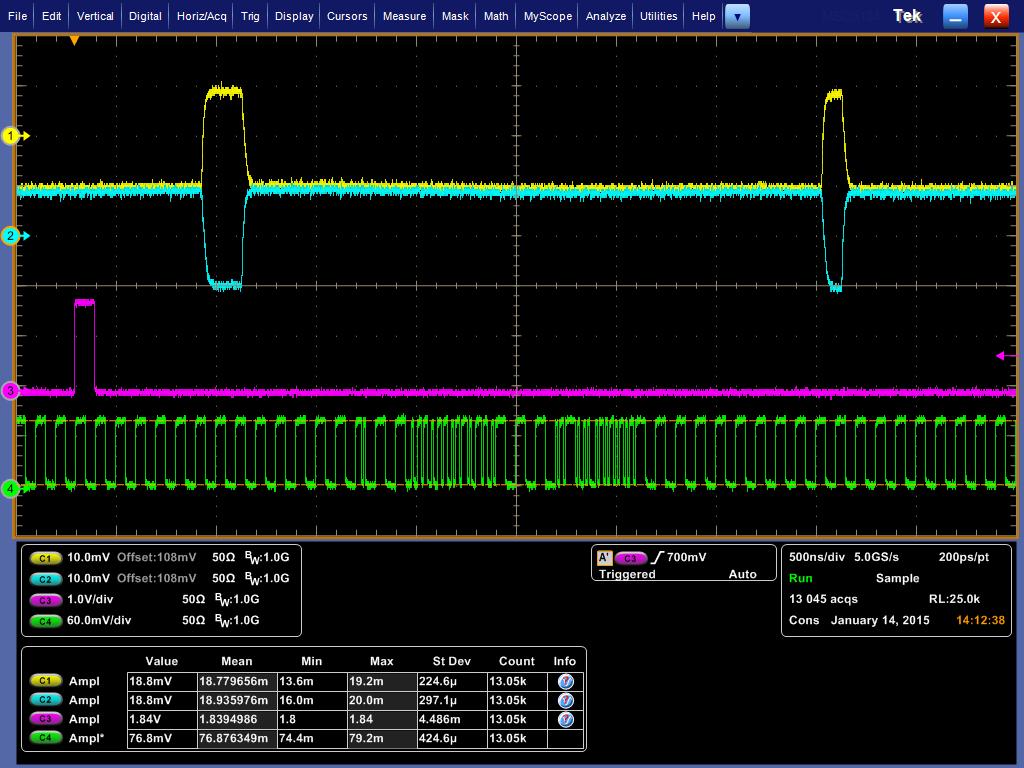 File Edit Vertical Digital Horiz/Acq Trig Display Cursors Measure Mask Math MyScope Analyze Utilities Help Tek X
1
2
3
4
C1 10.0mV Offset:108mV 50Ω BW:1.0G
C2 10.0mV Offset:108mV 50Ω BW:1.0G
C3 1.0V/div 50Ω BW:1.0G
C4 60.0mV/div 50Ω BW:1.0G
A' C3 700mV
Triggered Auto
500ns/div 5.0GS/s 200ps/pt
Run Sample
13 045 acqs RL:25.0k
Cons January 14, 2015 14:12:38
Value Mean Min Max St Dev Count Info
C1 Ampl 18.8mV 18.779656m 13.6m 19.2m 224.6µ 13.05k
C2 Ampl 18.8mV 18.935976m 16.0m 20.0m 297.1µ 13.05k
C3 Ampl 1.84V 1.8394986 1.8 1.84 4.486m 13.05k
C4 Ampl* 76.8mV 76.876349m 74.4m 79.2m 424.6µ 13.05k